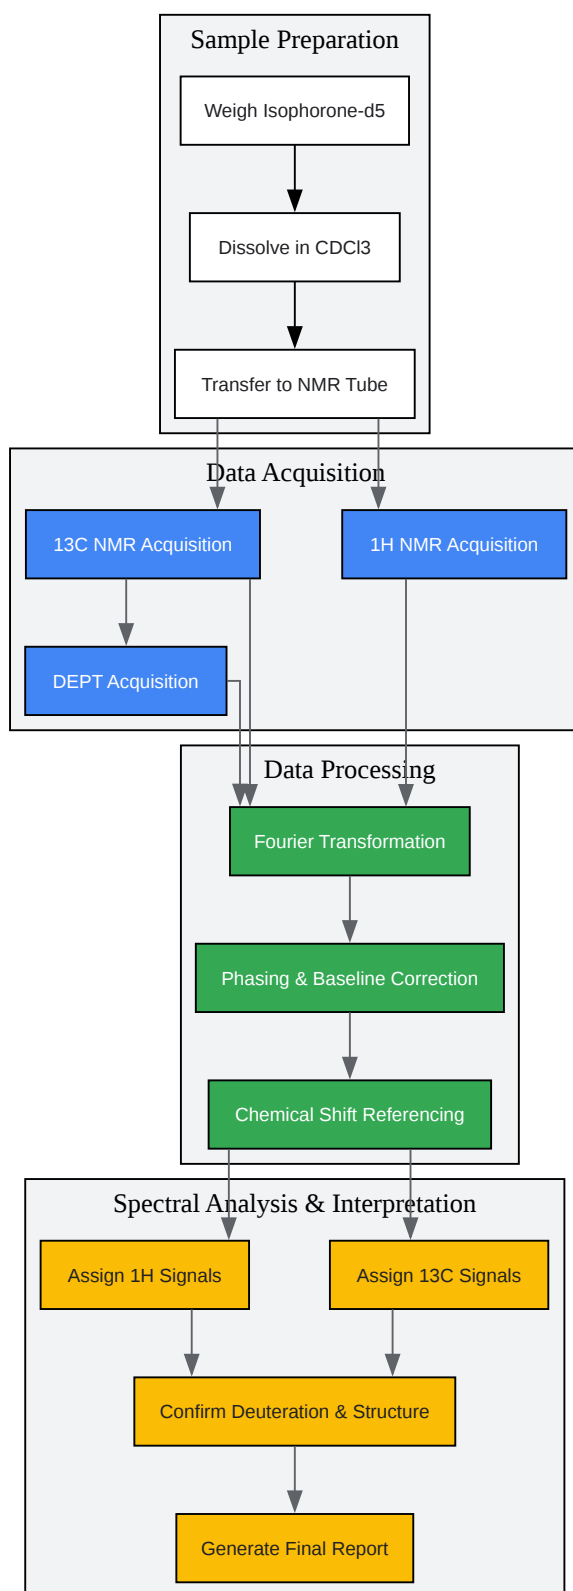 Sample Preparation
Weigh Isophorone-d5
Dissolve in CDCl3
Transfer to NMR Tube
Data Acquisition
13C NMR Acquisition
1H NMR Acquisition
DEPT Acquisition
Data Processing
Fourier Transformation
Phasing & Baseline Correction
Chemical Shift Referencing
Spectral Analysis & Interpretation
Assign 1H Signals
Assign 13C Signals
Confirm Deuteration & Structure
Generate Final Report